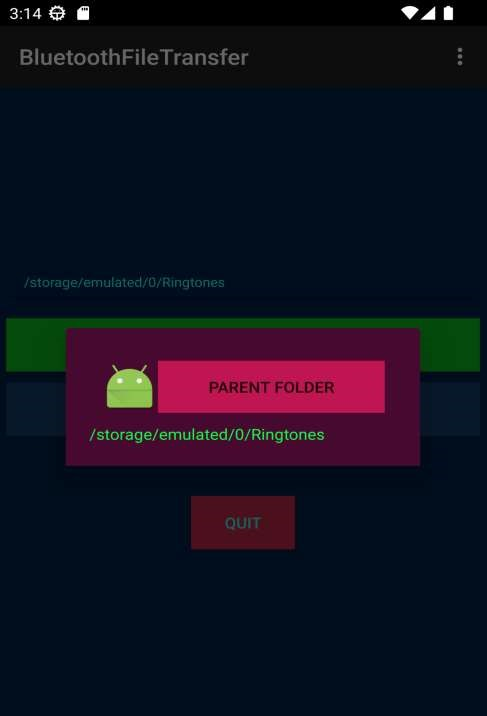 3:14
BluetoothFileTransfer
/storage/emulated/0/Ringtones
PARENT FOLDER
/storage/emulated/0/Ringtones
QUIT